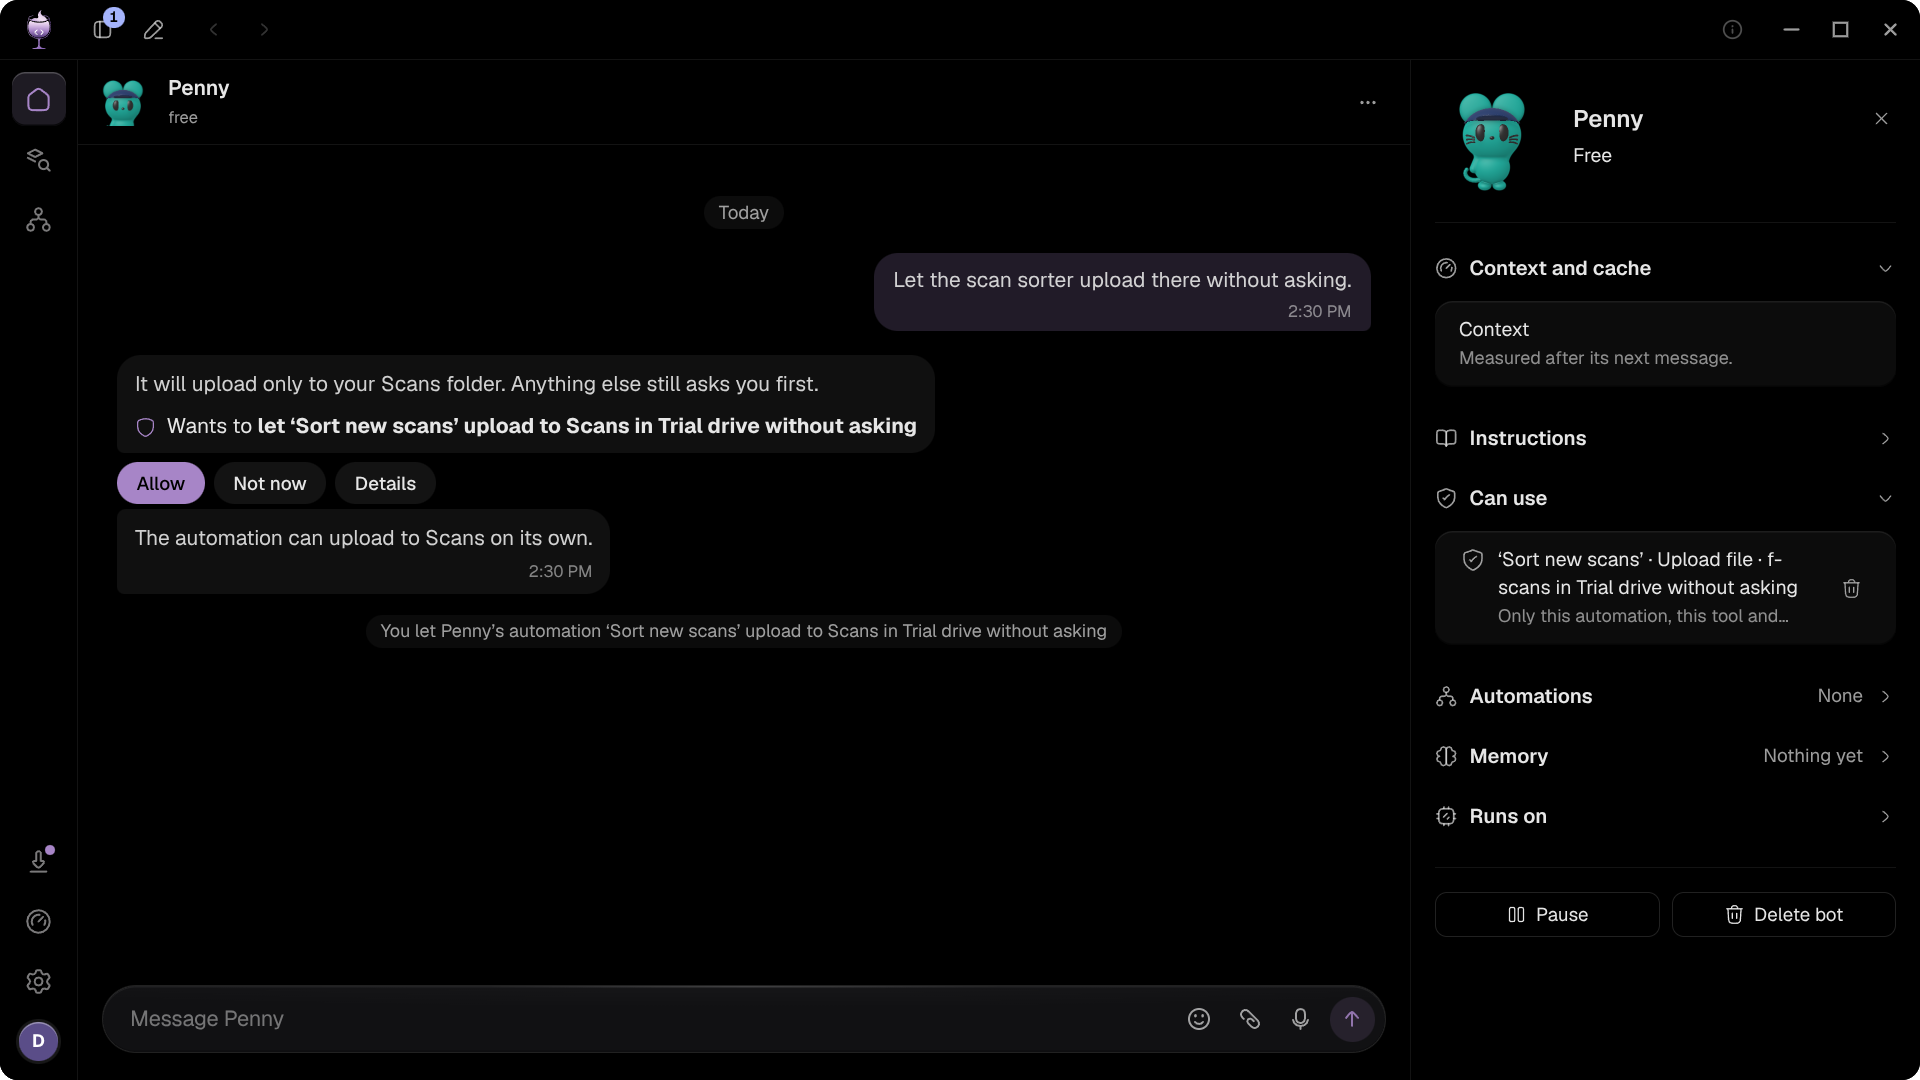 1
Penny
free
Today
Let the scan sorter upload there without asking.
2:30 PM
It will upload only to your Scans folder. Anything else still asks you first.
Wants to let ‘Sort new scans’ upload to Scans in Trial drive without asking
Allow
Not now
Details
The automation can upload to Scans on its own.
2:30 PM
You let Penny’s automation ‘Sort new scans’ upload to Scans in Trial drive without asking
Message Penny
D
Penny
Free
Context and cache
Context
Measured after its next message.
Instructions
Can use
‘Sort new scans’ · Upload file · f-
scans in Trial drive without asking
Only this automation, this tool and...
Automations
None
Memory
Nothing yet
Runs on
Pause
Delete bot